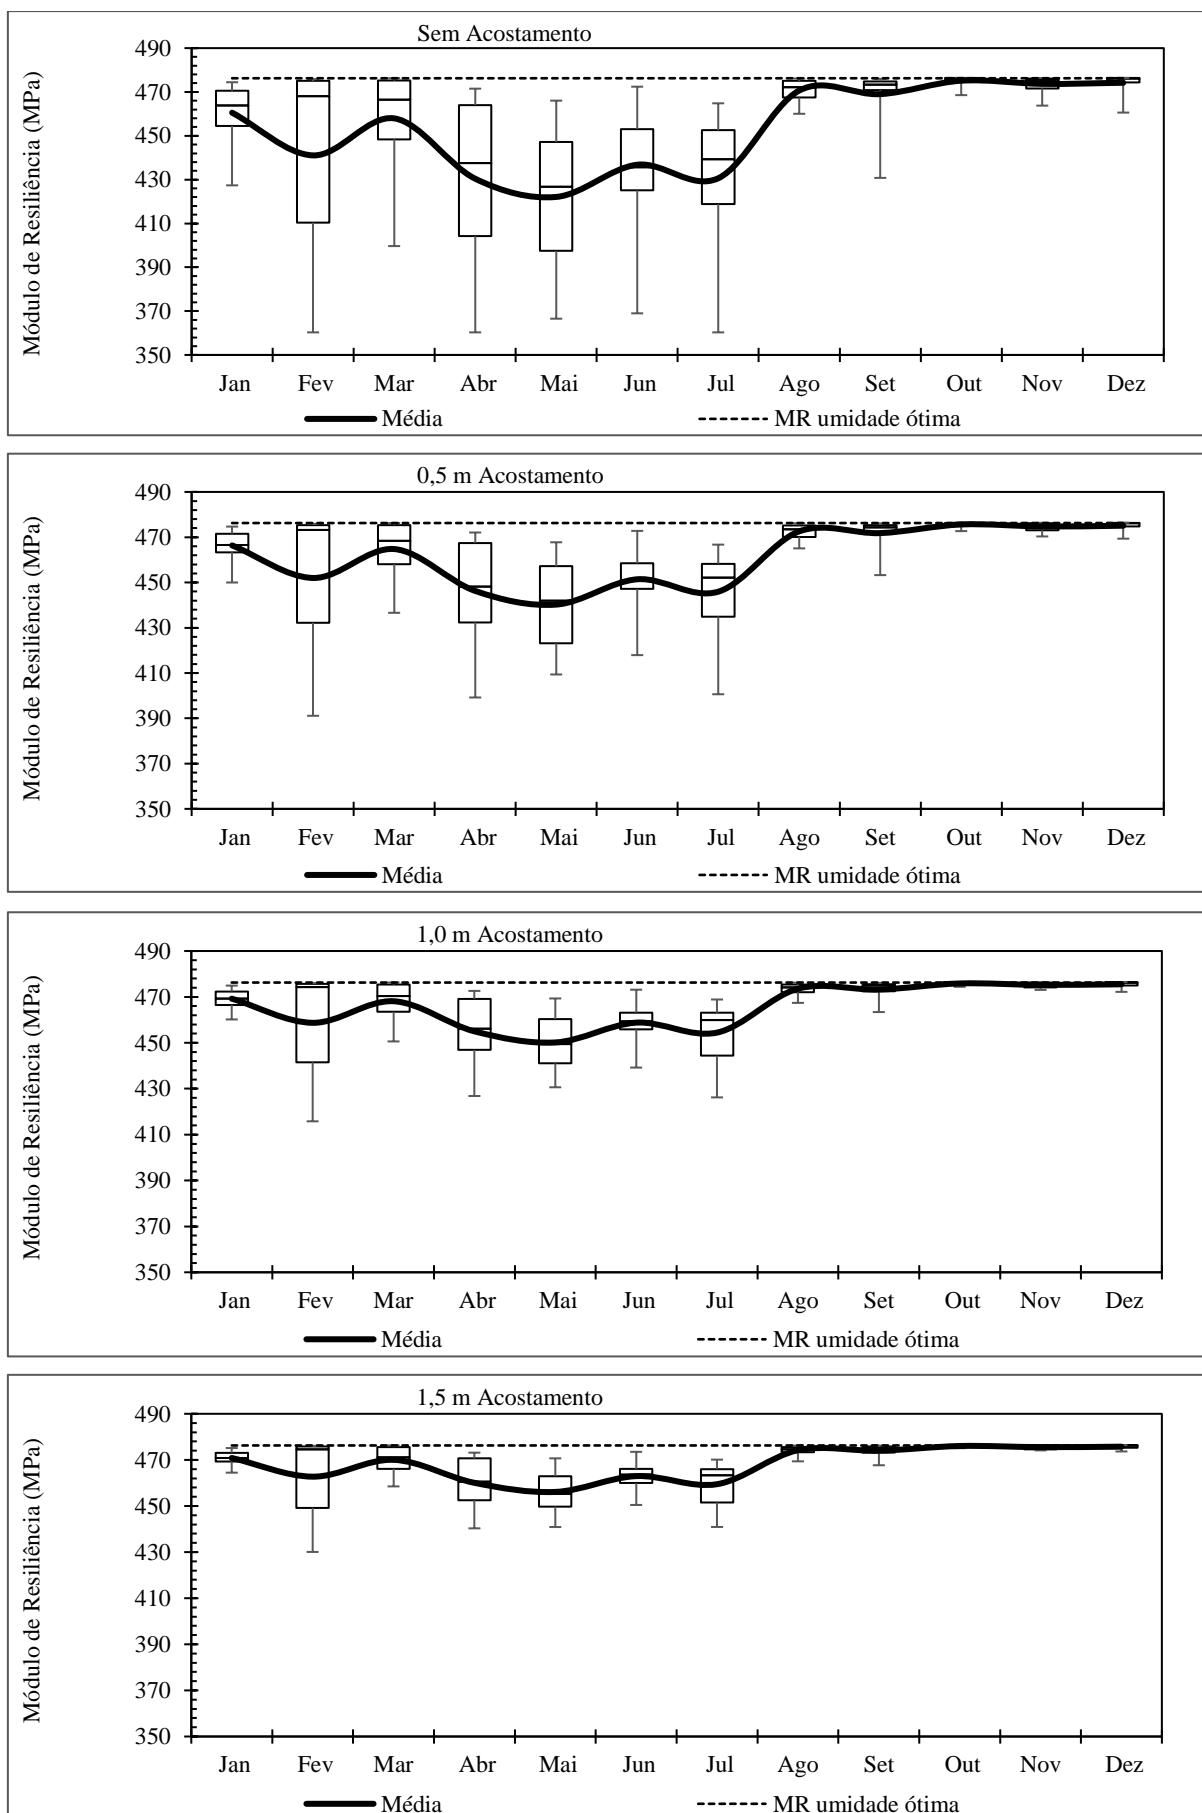 Sem Acostamento
Módulo de Resiliência (MPa)
490
470
450
430
410
390
370
350
Jan Fev Mar Abr Mai Jun Jul Ago Set Out Nov Dez
Média MR umidade ótima
0,5 m Acostamento
Módulo de Resiliência (MPa)
490
470
450
430
410
390
370
350
Jan Fev Mar Abr Mai Jun Jul Ago Set Out Nov Dez
Média MR umidade ótima
1,0 m Acostamento
Módulo de Resiliência (MPa)
490
470
450
430
410
390
370
350
Jan Fev Mar Abr Mai Jun Jul Ago Set Out Nov Dez
Média MR umidade ótima
1,5 m Acostamento
Módulo de Resiliência (MPa)
490
470
450
430
410
390
370
350
Jan Fev Mar Abr Mai Jun Jul Ago Set Out Nov Dez
Média MR umidade ótima